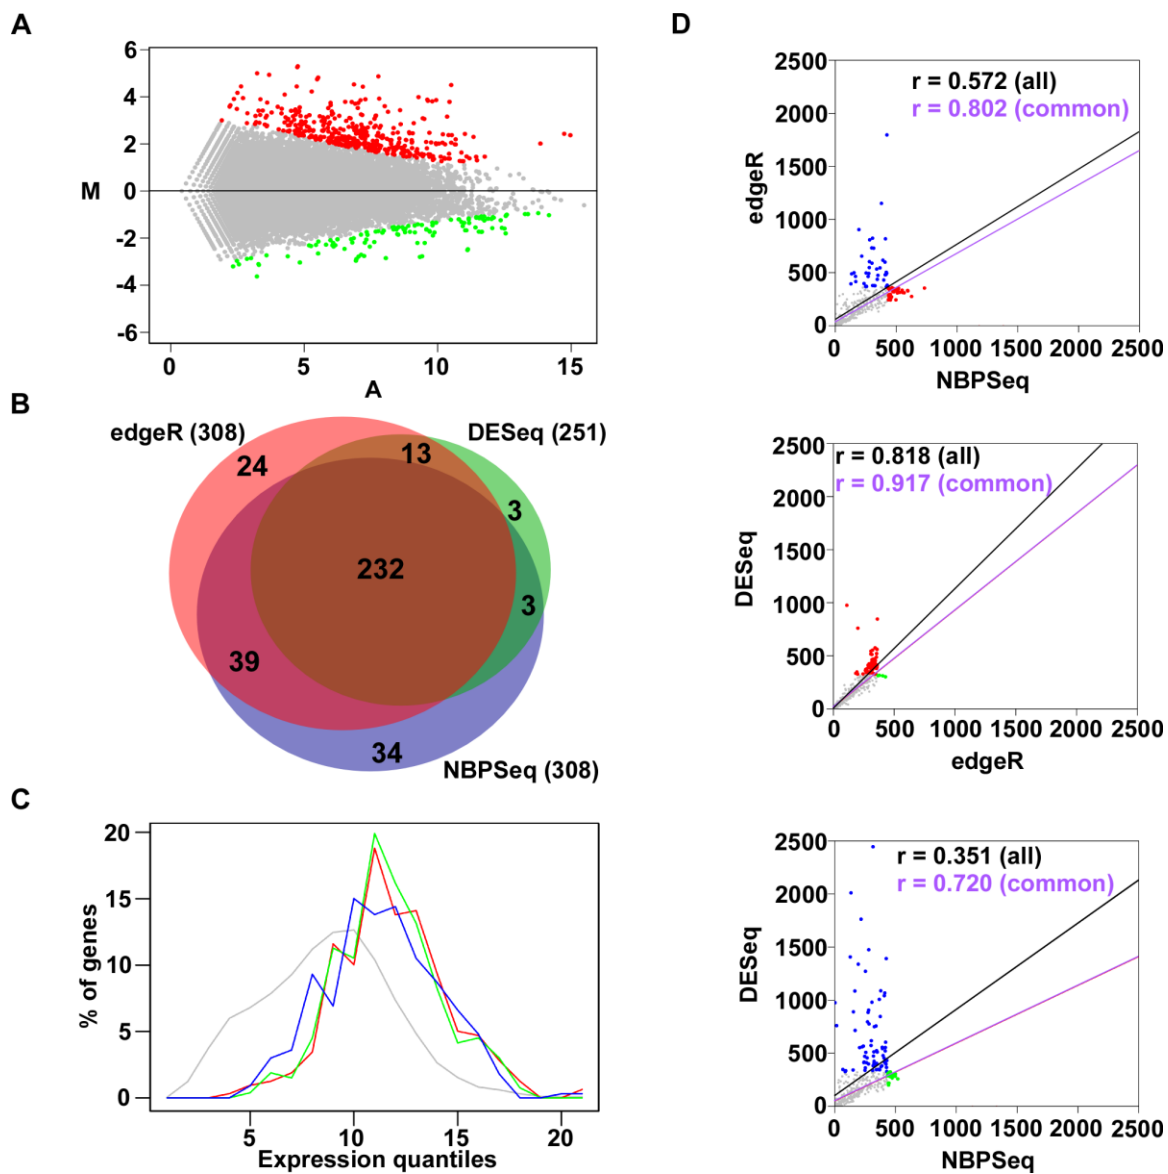 A
6
4
2
0
-2
-4
-6
M
0 5 10 15
A
B
edgeR (308)
DESeq (251)
24
13
3
232
3
39
34
NBPSeq (308)
C
20
15
10
5
0
% of genes
5 10 15 20
Expression quantiles
D
2500
2000
1500
1000
500
0
edgeR
r = 0.572 (all)
r = 0.802 (common)
0 500 1000 1500 2000 2500
NBPSeq
2500
2000
1500
1000
500
0
DESeq
r = 0.818 (all)
r = 0.917 (common)
0 500 1000 1500 2000 2500
edgeR
2500
2000
1500
1000
500
0
DESeq
r = 0.351 (all)
r = 0.720 (common)
0 500 1000 1500 2000 2500
NBPSeq